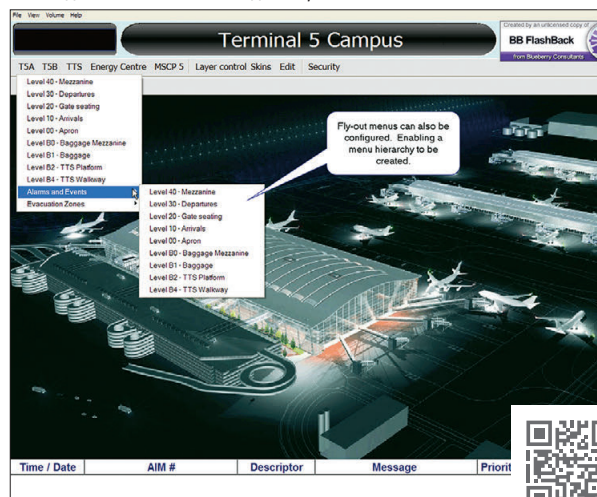 File View Volume Help
Terminal 5 Campus
Created by an unlicensed copy of
BB FlashBack
from Blueberry Consultants
T5A T5B TTS Energy Centre MSCP 5 Layer control Skins Edit Security
Level 40 - Mezzanine
Level 30 - Departures
Level 20 - Gate seating
Level 10 - Arrivals
Level 00 - Apron
Level B0 - Baggage Mezzanine
Level B1 - Baggage
Level B2 - TTS Platform
Level B4 - TTS Walkway
Alarms and Events
Evacuation Zones
Level 40 - Mezzanine
Level 30 - Departures
Level 20 - Gate seating
Level 10 - Arrivals
Level 00 - Apron
Level B0 - Baggage Mezzanine
Level B1 - Baggage
Level B2 - TTS Platform
Level B4 - TTS Walkway
Fly-out menus can also be
configured. Enabling a
menu hierarchy to be
created.
Time / Date AIM # Descriptor Message Priorit